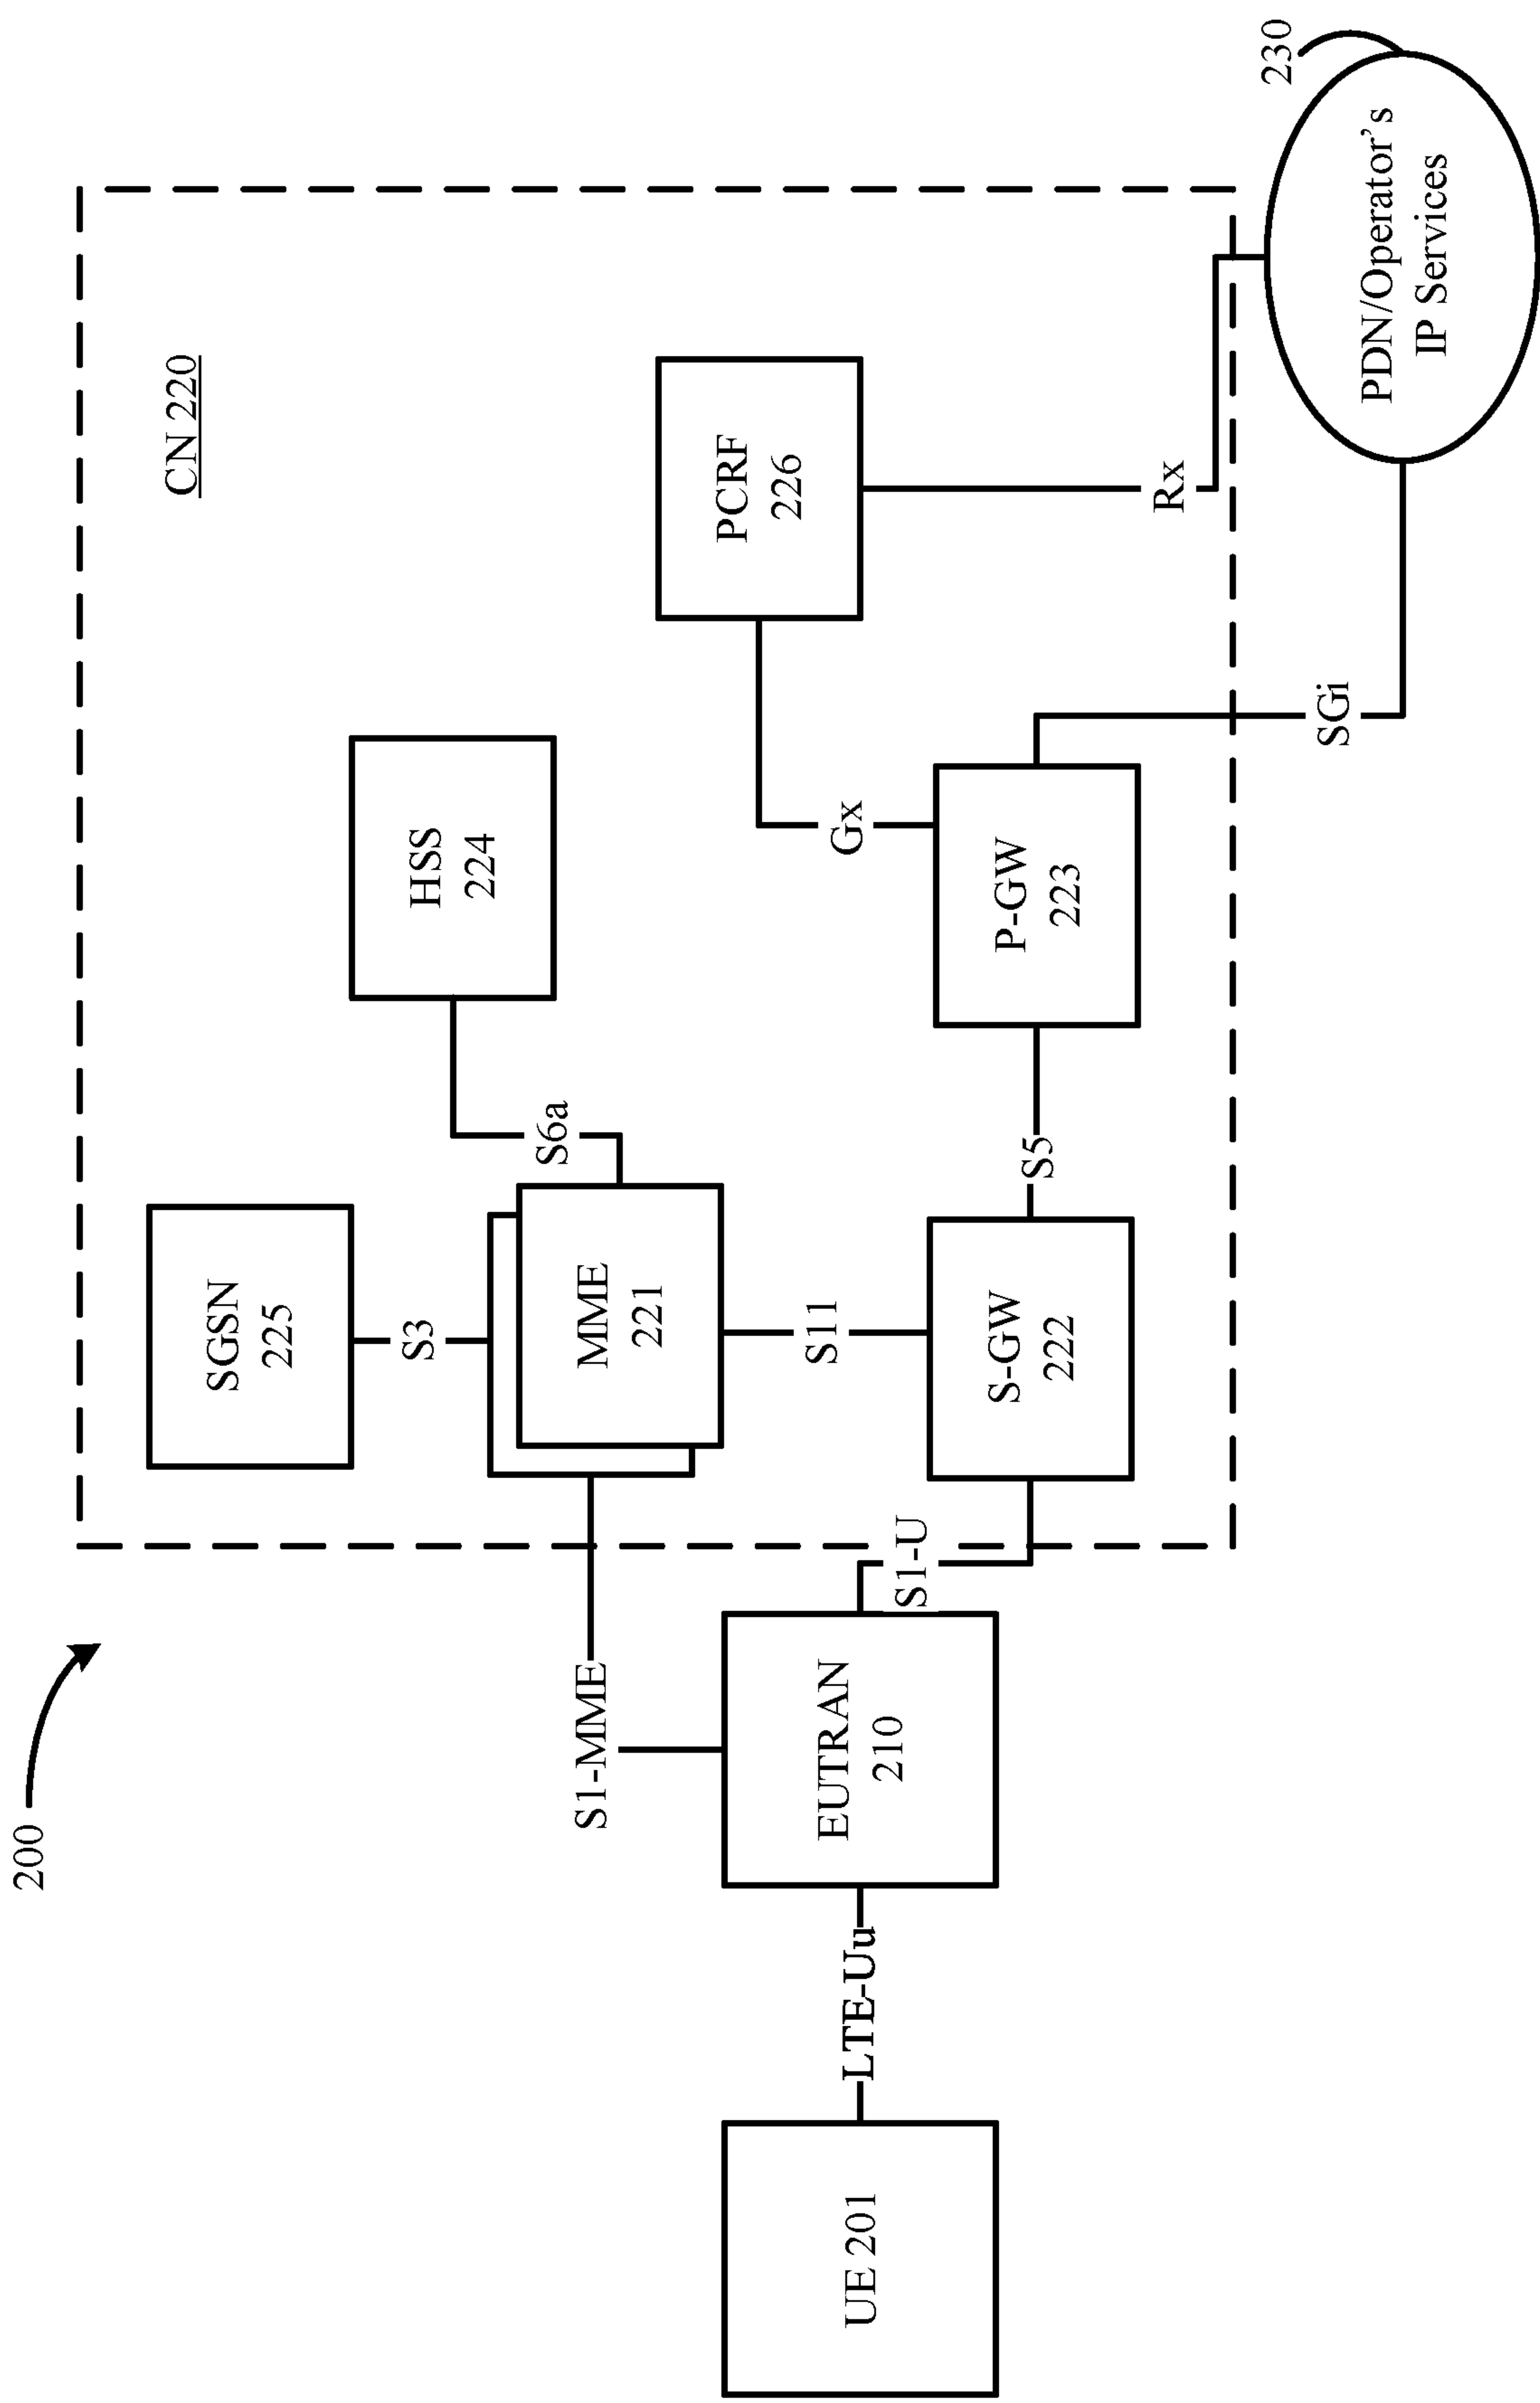 200
CN 220
SGSN
225
S3
HSS
224
S6a
S1-MME
MME
221
PCRF
226
S11
Gx
UE 201
LTE-Uu
EUTRAN
210
S1-U
S-GW
222
S5
P-GW
223
Rx
SGi
230
PDN/Operator's
IP Services